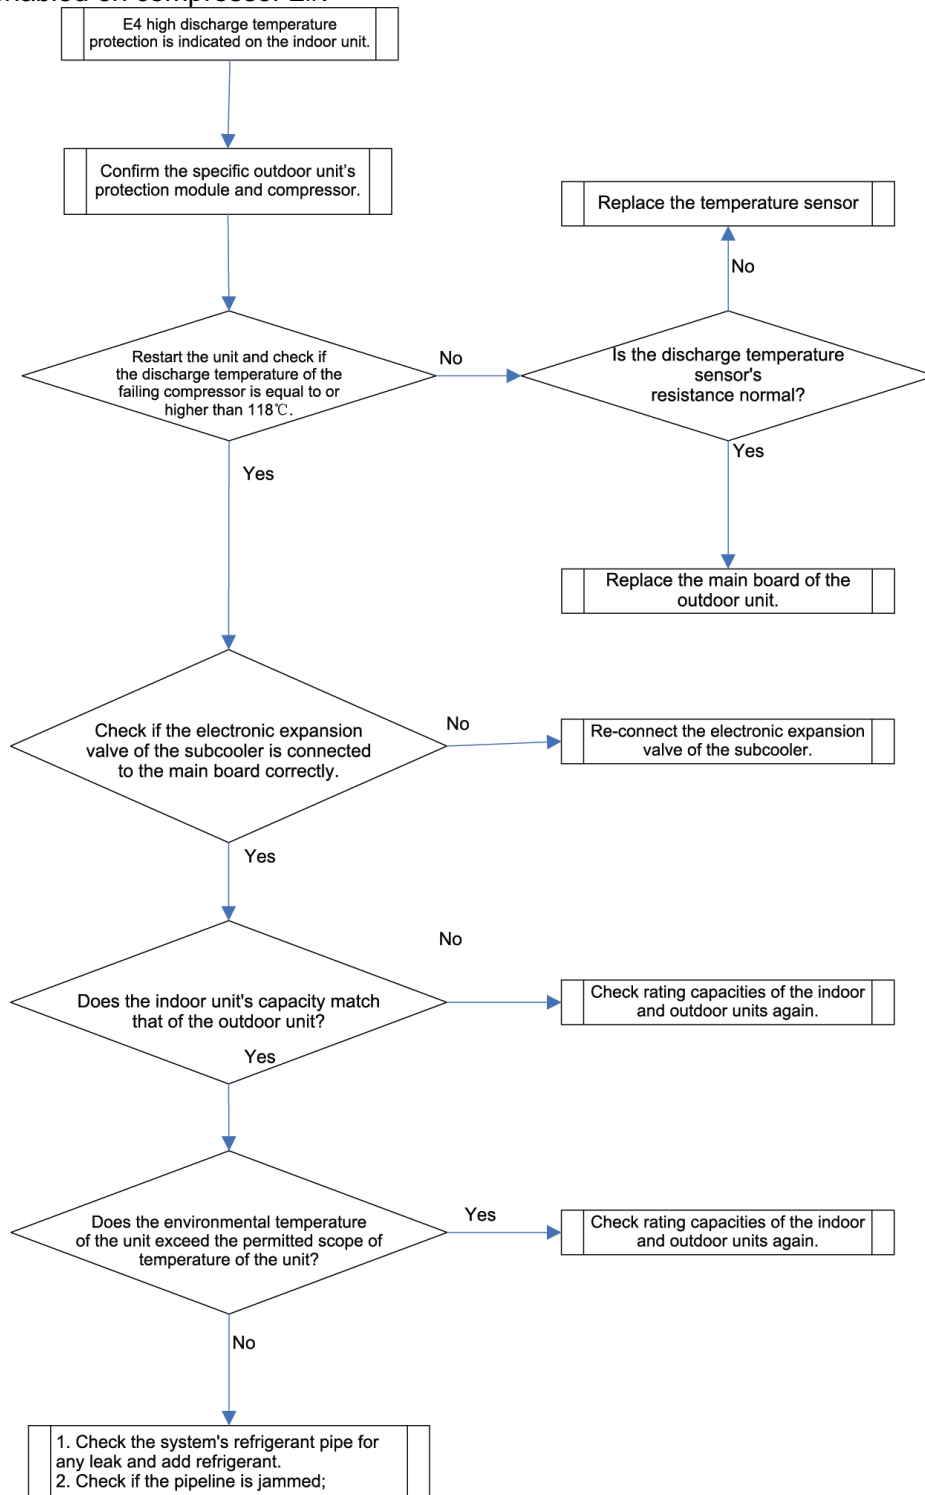 E4 high discharge temperature
protection is indicated on the indoor unit.
Confirm the specific outdoor unit's
protection module and compressor.
Replace the temperature sensor
No
Restart the unit and check if
the discharge temperature of the
failing compressor is equal to or
higher than 118℃.
No
Is the discharge temperature
sensor's
resistance normal?
Yes
Yes
Replace the main board of the
outdoor unit.
Check if the electronic expansion
valve of the subcooler is connected
to the main board correctly.
No
Re-connect the electronic expansion
valve of the subcooler.
Yes
No
Does the indoor unit's capacity match
that of the outdoor unit?
Check rating capacities of the indoor
and outdoor units again.
Yes
Does the environmental temperature
of the unit exceed the permitted scope of
temperature of the unit?
Yes
Check rating capacities of the indoor
and outdoor units again.
No
1. Check the system's refrigerant pipe for
any leak and add refrigerant.
2. Check if the pipeline is jammed;